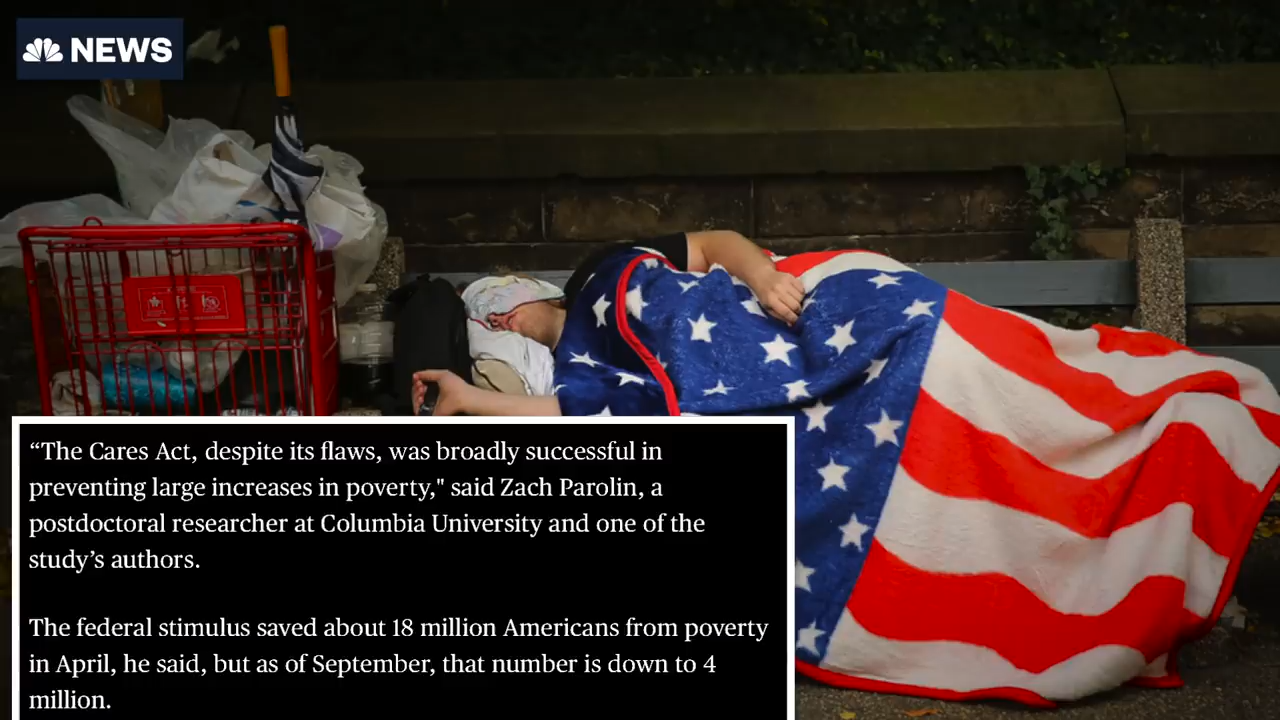 NEWS
“The Cares Act, despite its flaws, was broadly successful in
preventing large increases in poverty," said Zach Parolin, a
postdoctoral researcher at Columbia University and one of the
study’s authors.
The federal stimulus saved about 18 million Americans from poverty
in April, he said, but as of September, that number is down to 4
million.